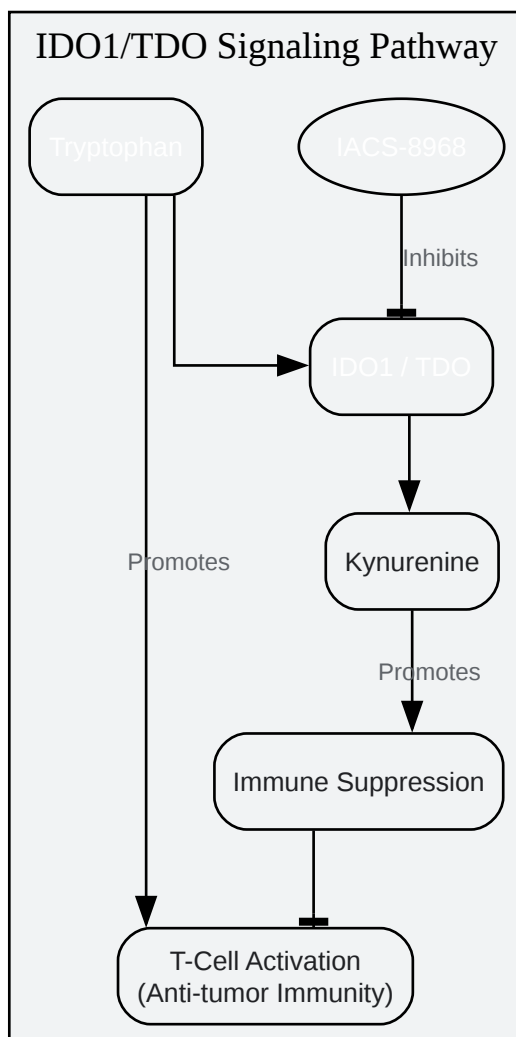 IDO1/TDO Signaling Pathway
Tryptophan
IACS-8968
Inhibits
IDO1 / TDO
Promotes
Kynurenine
Promotes
Immune Suppression
T-Cell Activation
(Anti-tumor Immunity)